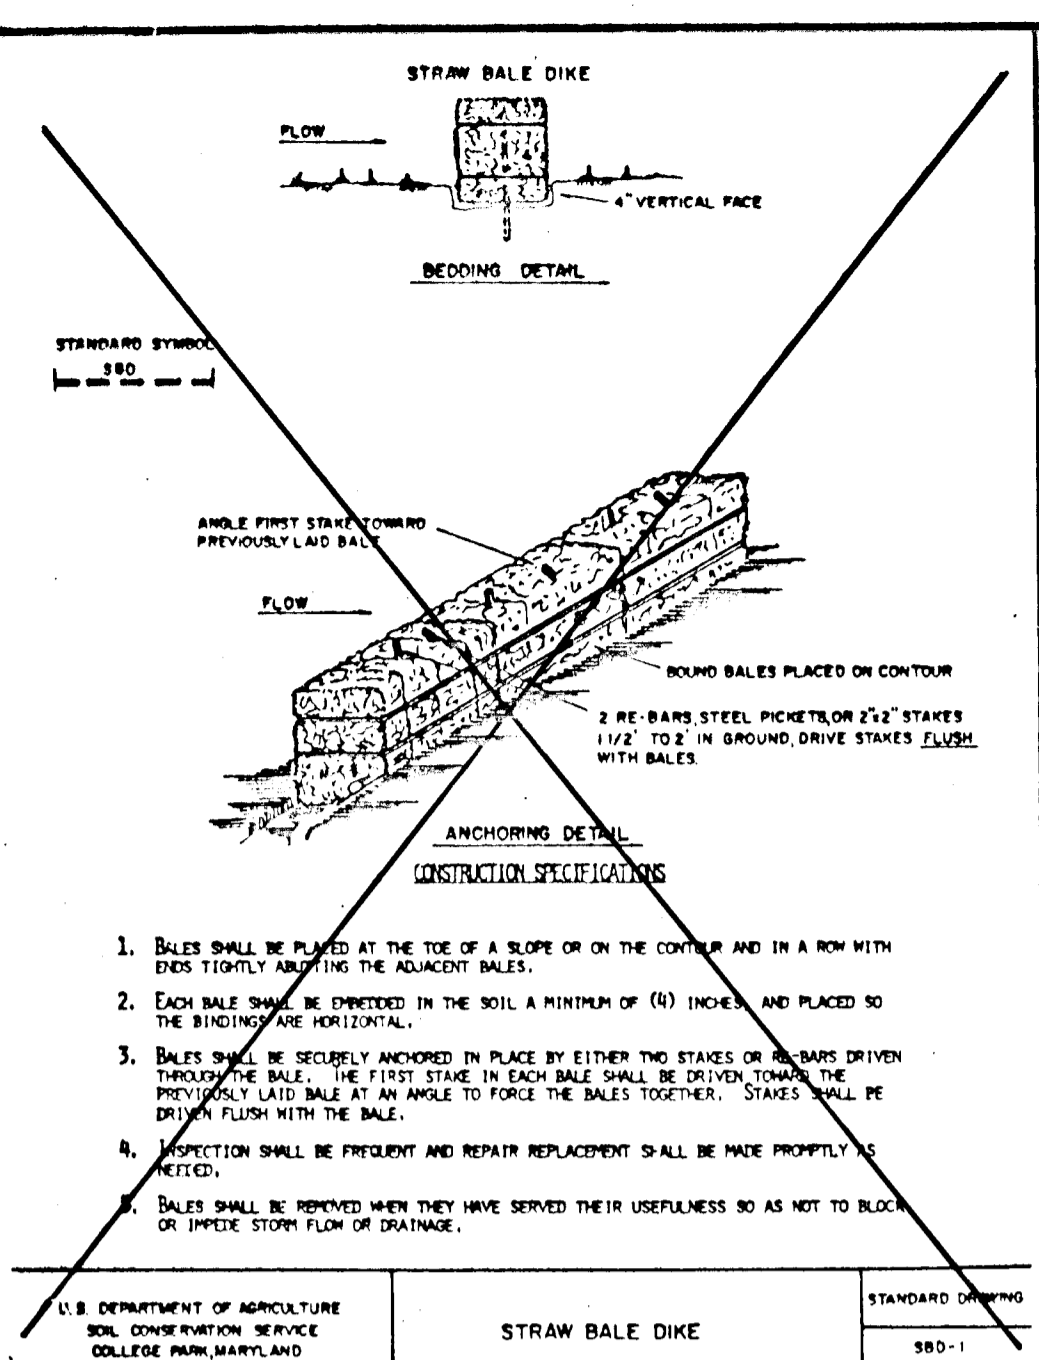 STRAW BALE DIKE
FLOW
4" VERTICAL FACE
BEDDING DETAIL
STANDARD SYMBOL
SBD
ANGLE FIRST STAKE TOWARD
PREVIOUSLY LAID BALE
FLOW
BOUND BALES PLACED ON CONTOUR
2 RE-BARS, STEEL PICKETS, OR 2"x2" STAKES
1 1/2' TO 2' IN GROUND, DRIVE STAKES FLUSH
WITH BALES.
ANCHORING DETAIL
CONSTRUCTION SPECIFICATIONS
1. BALES SHALL BE PLACED AT THE TOE OF A SLOPE OR ON THE CONTOUR AND IN A ROW WITH
ENDS TIGHTLY ABUTTING THE ADJACENT BALES.
2. EACH BALE SHALL BE EMBEDDED IN THE SOIL A MINIMUM OF (4) INCHES, AND PLACED SO
THE BINDINGS ARE HORIZONTAL.
3. BALES SHALL BE SECURELY ANCHORED IN PLACE BY EITHER TWO STAKES OR RE-BARS DRIVEN
THROUGH THE BALE. THE FIRST STAKE IN EACH BALE SHALL BE DRIVEN TOWARD THE
PREVIOUSLY LAID BALE AT AN ANGLE TO FORCE THE BALES TOGETHER. STAKES SHALL BE
DRIVEN FLUSH WITH THE BALE.
4. INSPECTION SHALL BE FREQUENT AND REPAIR REPLACEMENT SHALL BE MADE PROMPTLY AS
NEEDED.
5. BALES SHALL BE REMOVED WHEN THEY HAVE SERVED THEIR USEFULNESS SO AS NOT TO BLOCK
OR IMPEDE STORM FLOW OR DRAINAGE.
U.S. DEPARTMENT OF AGRICULTURE
SOIL CONSERVATION SERVICE
COLLEGE PARK, MARYLAND
STRAW BALE DIKE
STANDARD DRAWING
SBD-1